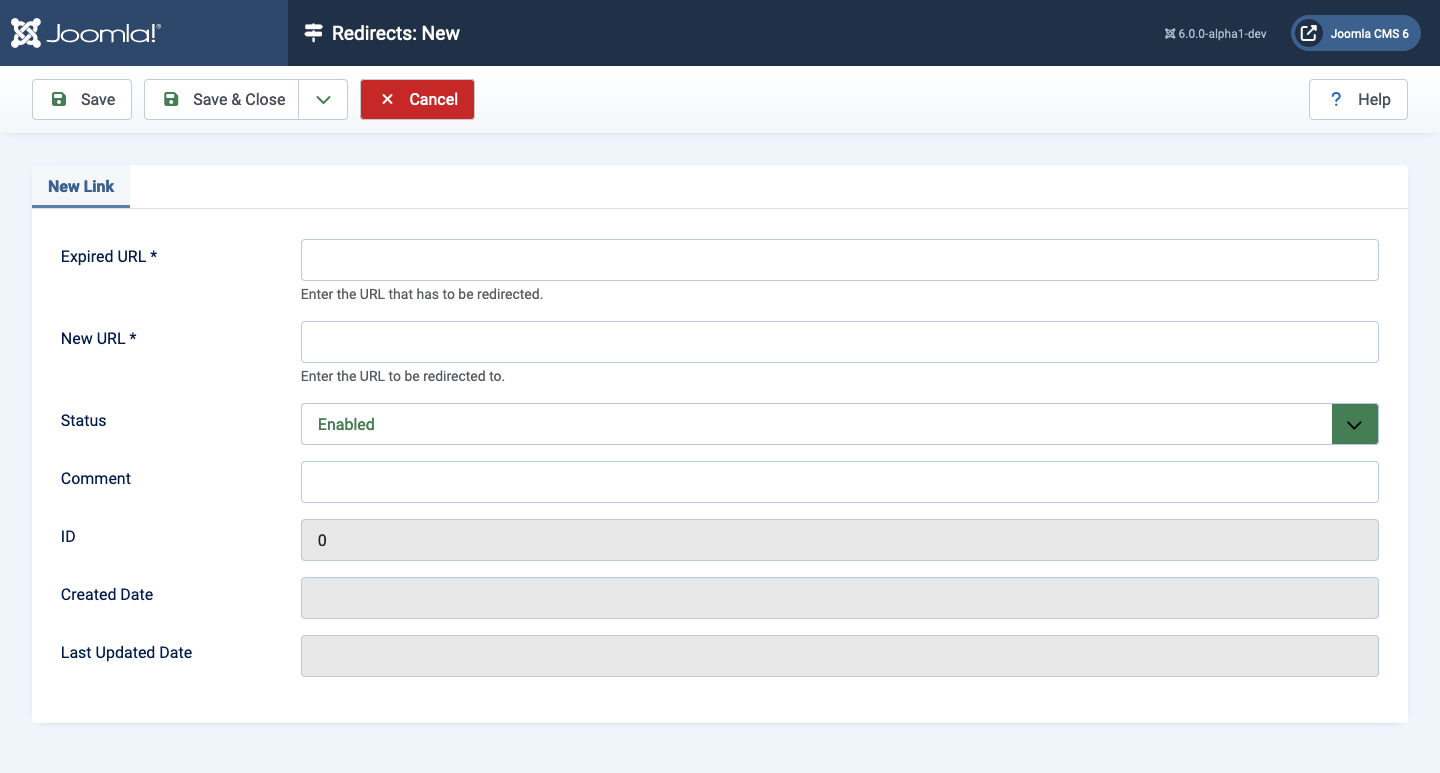 Joomla!®
Redirects: New
6.0.0-alpha1-dev
Joomla CMS 6
Save
Save & Close
Cancel
? Help
New Link
Expired URL *
Enter the URL that has to be redirected.
New URL *
Enter the URL to be redirected to.
Status
Enabled
Comment
ID
0
Created Date
Last Updated Date